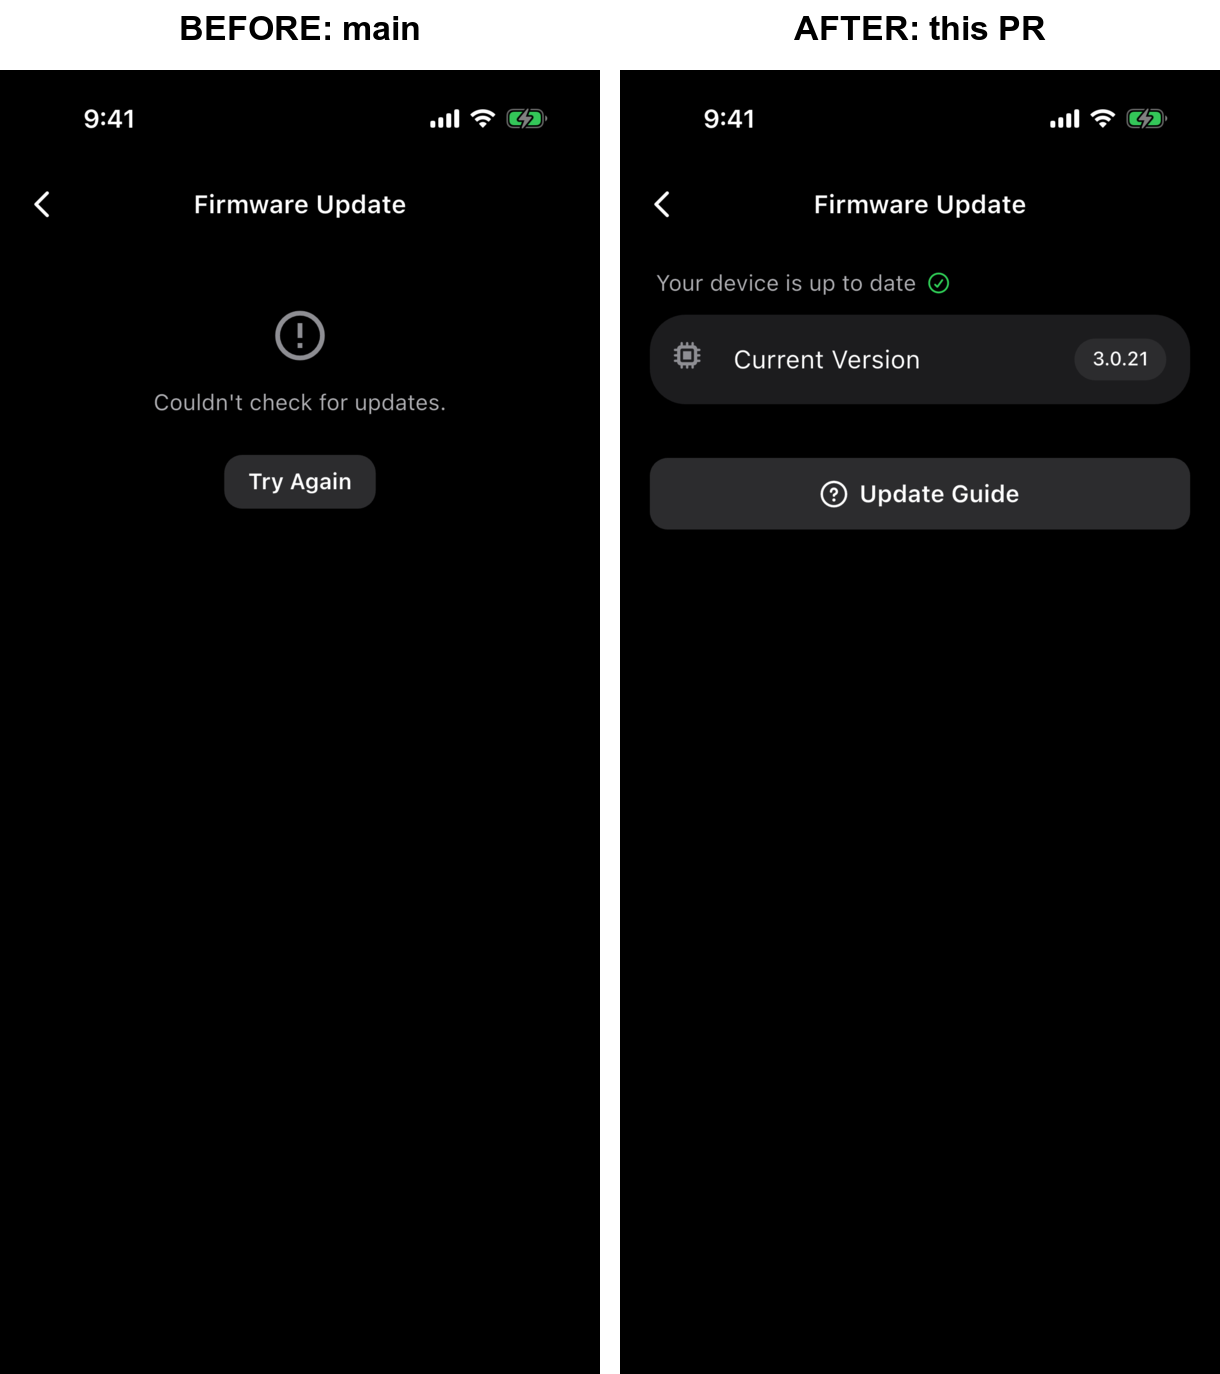 BEFORE: main
9:41
Firmware Update
Couldn't check for updates.
Try Again
AFTER: this PR
9:41
Firmware Update
Your device is up to date
Current Version 3.0.21
Update Guide